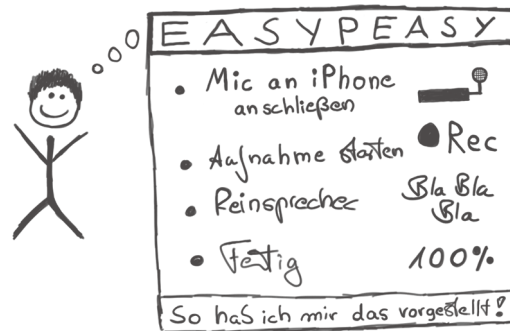 EASYPEASY
• Mic an iPhone
anschließen
• Aufnahme starten
Rec
• Reinsprechen
Bla Bla
Bla
• Fertig
100%
So hab ich mir das vorgestellt!